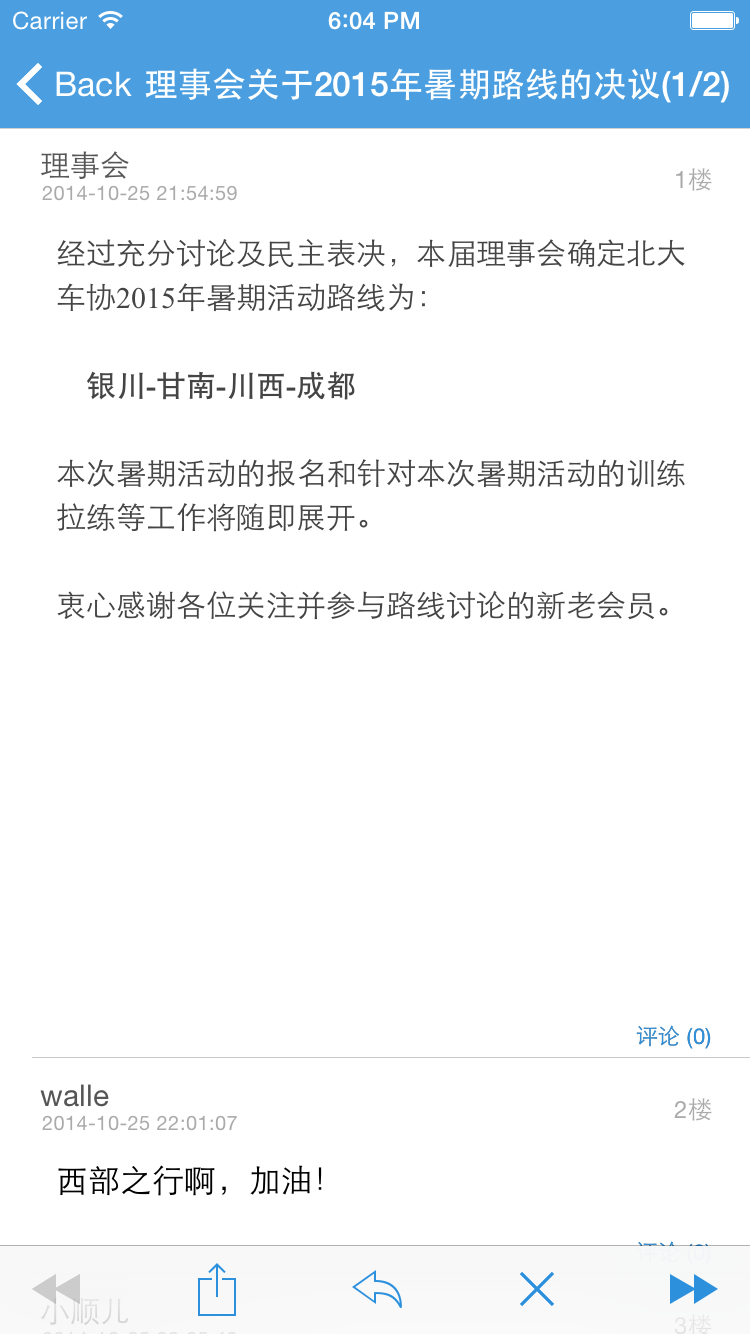 Carrier 6:04 PM
Back 理事会关于2015年暑期路线的决议(1/2)
理事会
1楼
2014-10-25 21:54:59
经过充分讨论及民主表决，本届理事会确定北大
车协2015年暑期活动路线为：
银川-甘南-川西-成都
本次暑期活动的报名和针对本次暑期活动的训练
拉练等工作将随即展开。
衷心感谢各位关注并参与路线讨论的新老会员。
评论 (0)
walle
2楼
2014-10-25 22:01:07
西部之行啊，加油！
评论 (0)
小顺儿
3楼